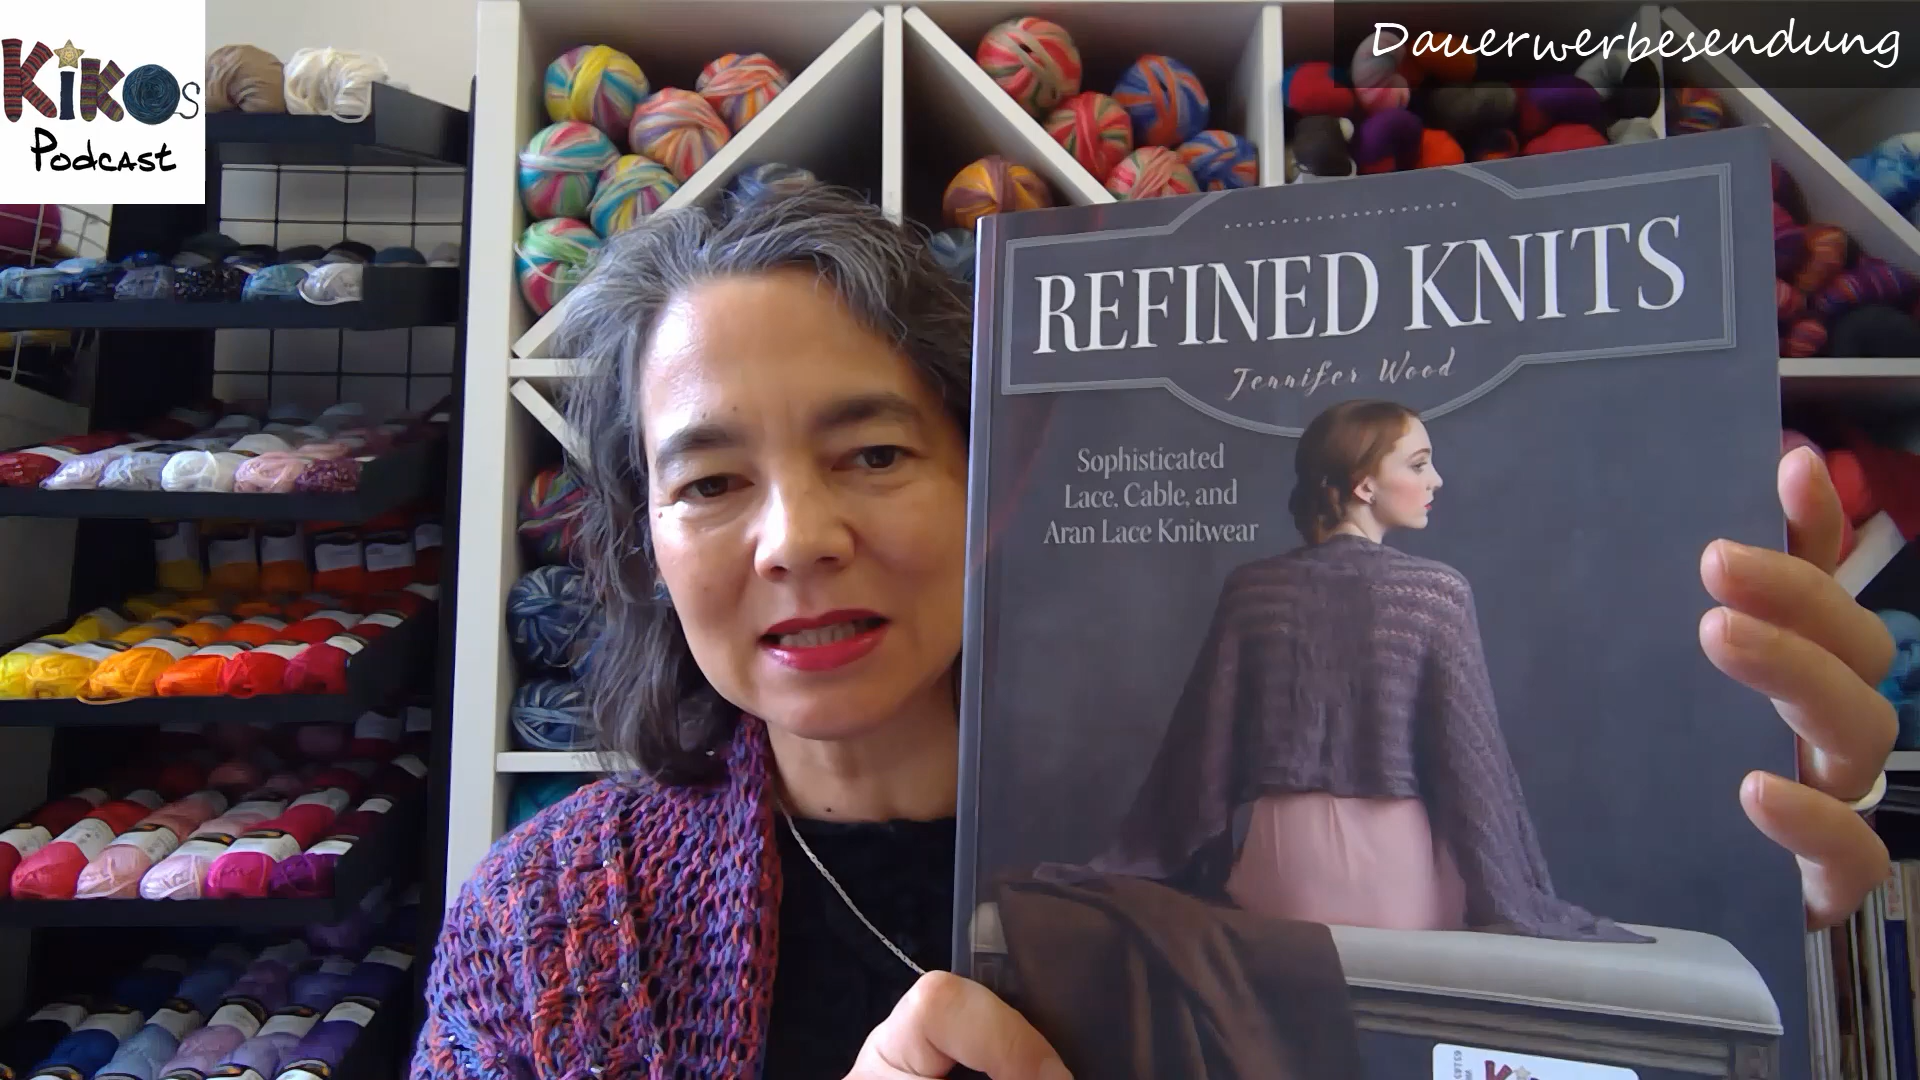 Kikos
Podcast
Dauerwerbesendung
REFINED KNITS
Jennifer Wood
Sophisticated
Lace, Cable, and
Aran Lace Knitwear